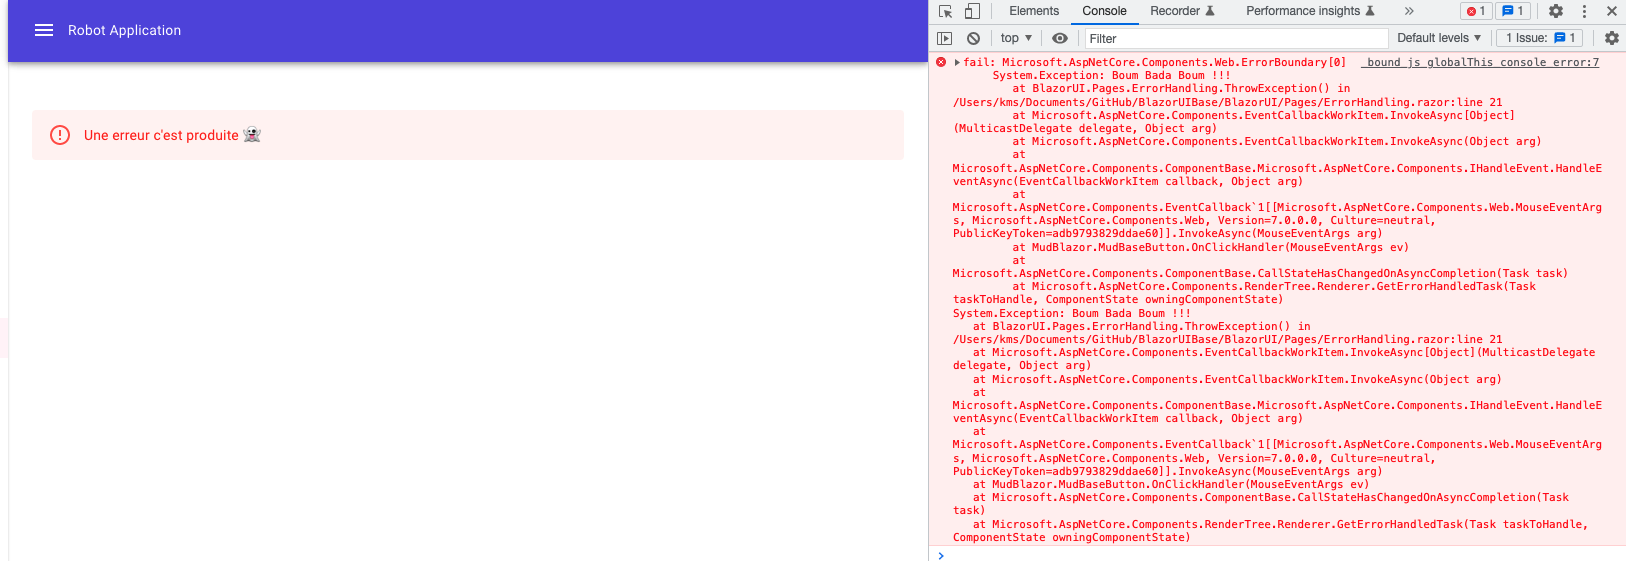 Robot Application
Une erreur c'est produite 👻
Elements Console Recorder Performance insights » 1 1
top ▼ Filter Default levels ▼ 1 Issue: 1
fail: Microsoft.AspNetCore.Components.Web.ErrorBoundary[0] _bound_js_globalThis_console_error:7
System.Exception: Boum Bada Boum !!!
at BlazorUI.Pages.ErrorHandling.ThrowException() in
/Users/kms/Documents/GitHub/BlazorUIBase/BlazorUI/Pages/ErrorHandling.razor:line 21
at Microsoft.AspNetCore.Components.EventCallbackWorkItem.InvokeAsync[Object]
(MulticastDelegate delegate, Object arg)
at Microsoft.AspNetCore.Components.EventCallbackWorkItem.InvokeAsync(Object arg)
at
Microsoft.AspNetCore.Components.ComponentBase.Microsoft.AspNetCore.Components.IHandleEvent.HandleE
ventAsync(EventCallbackWorkItem callback, Object arg)
at
Microsoft.AspNetCore.Components.EventCallback`1[[Microsoft.AspNetCore.Components.Web.MouseEventArg
s, Microsoft.AspNetCore.Components.Web, Version=7.0.0.0, Culture=neutral,
PublicKeyToken=adb9793829ddae60]].InvokeAsync(MouseEventArgs arg)
at MudBlazor.MudBaseButton.OnClickHandler(MouseEventArgs ev)
at
Microsoft.AspNetCore.Components.ComponentBase.CallStateHasChangedOnAsyncCompletion(Task task)
at Microsoft.AspNetCore.Components.RenderTree.Renderer.GetErrorHandledTask(Task
taskToHandle, ComponentState owningComponentState)
System.Exception: Boum Bada Boum !!!
at BlazorUI.Pages.ErrorHandling.ThrowException() in
/Users/kms/Documents/GitHub/BlazorUIBase/BlazorUI/Pages/ErrorHandling.razor:line 21
at Microsoft.AspNetCore.Components.EventCallbackWorkItem.InvokeAsync[Object](MulticastDelegate
delegate, Object arg)
at Microsoft.AspNetCore.Components.EventCallbackWorkItem.InvokeAsync(Object arg)
at
Microsoft.AspNetCore.Components.ComponentBase.Microsoft.AspNetCore.Components.IHandleEvent.HandleE
ventAsync(EventCallbackWorkItem callback, Object arg)
at
Microsoft.AspNetCore.Components.EventCallback`1[[Microsoft.AspNetCore.Components.Web.MouseEventArg
s, Microsoft.AspNetCore.Components.Web, Version=7.0.0.0, Culture=neutral,
PublicKeyToken=adb9793829ddae60]].InvokeAsync(MouseEventArgs arg)
at MudBlazor.MudBaseButton.OnClickHandler(MouseEventArgs ev)
at Microsoft.AspNetCore.Components.ComponentBase.CallStateHasChangedOnAsyncCompletion(Task
task)
at Microsoft.AspNetCore.Components.RenderTree.Renderer.GetErrorHandledTask(Task taskToHandle,
ComponentState owningComponentState)